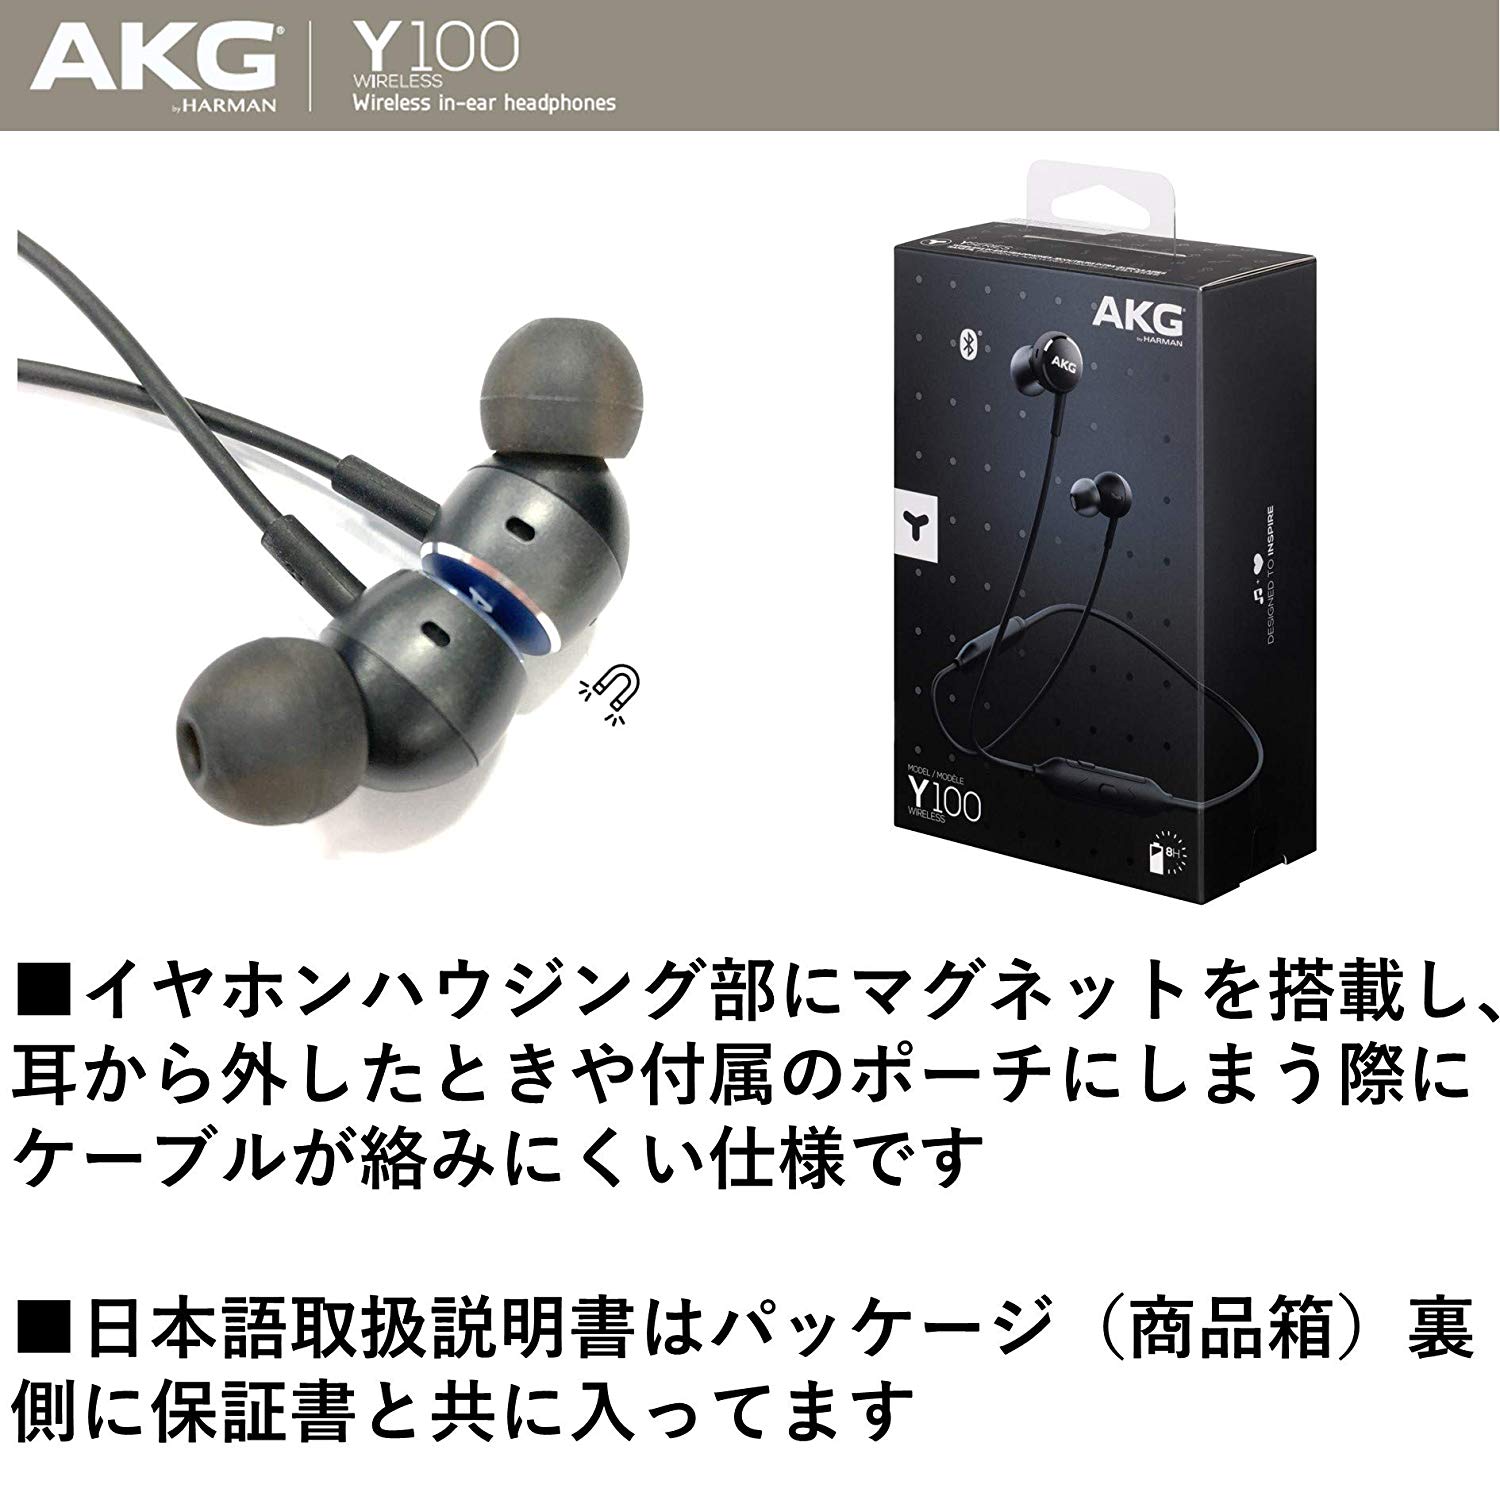 AKG
by HARMAN
Y100
WIRELESS
Wireless in-ear headphones
AKG
by HARMAN
AKG
DESIGNED TO INSPIRE
MODEL / MODÈLE
Y100
WIRELESS
8H
■イヤホンハウジング部にマグネットを搭載し、
耳から外したときや付属のポーチにしまう際に
ケーブルが絡みにくい仕様です
■日本語取扱説明書はパッケージ（商品箱）裏
側に保証書と共に入ってます